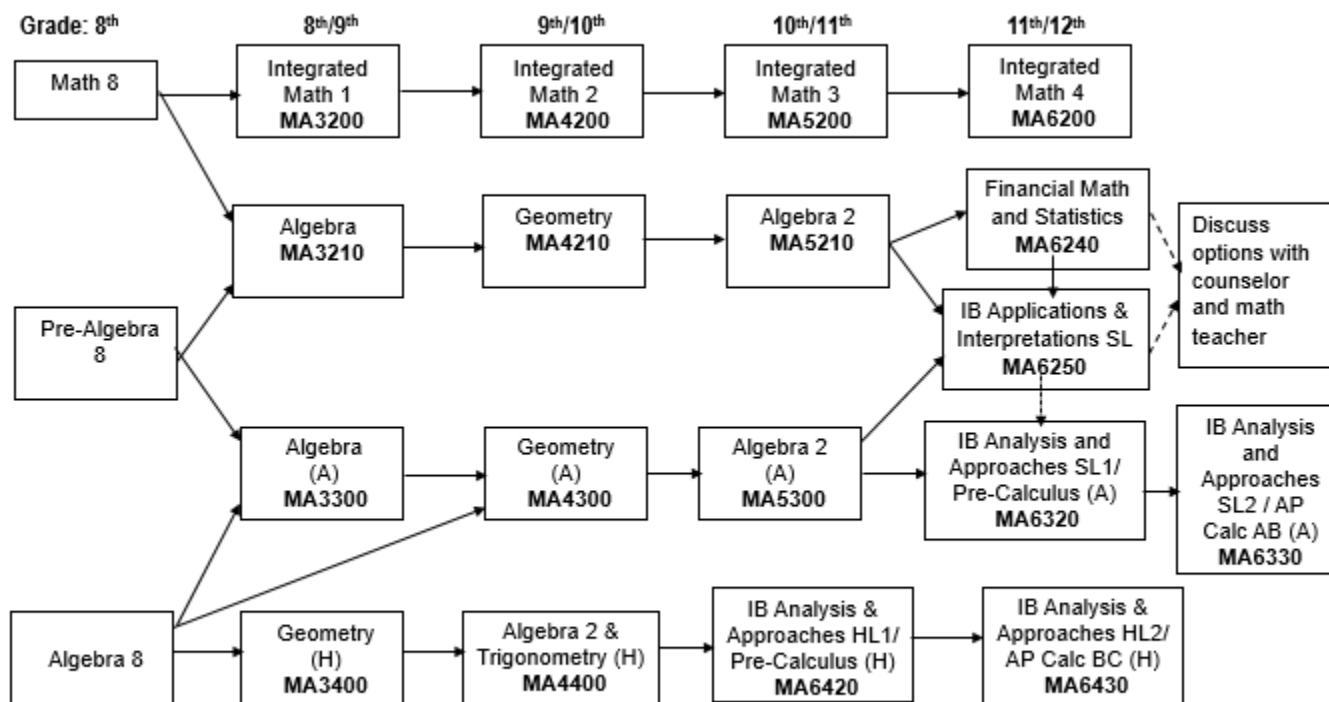 Grade: 8th
8th/9th
9th/10th
10th/11th
11th/12th
Math 8
Integrated
Math 1
MA3200
Integrated
Math 2
MA4200
Integrated
Math 3
MA5200
Integrated
Math 4
MA6200
Algebra
MA3210
Geometry
MA4210
Algebra 2
MA5210
Financial Math
and Statistics
MA6240
Discuss
options with
counselor
and math
teacher
Pre-Algebra
8
IB Applications &
Interpretations SL
MA6250
Algebra
(A)
MA3300
Geometry
(A)
MA4300
Algebra 2
(A)
MA5300
IB Analysis and
Approaches SL1/
Pre-Calculus (A)
MA6320
IB Analysis
and
Approaches
SL2 / AP
Calc AB (A)
MA6330
Algebra 8
Geometry
(H)
MA3400
Algebra 2 &
Trigonometry (H)
MA4400
IB Analysis &
Approaches HL1/
Pre-Calculus (H)
MA6420
IB Analysis &
Approaches HL2/
AP Calc BC (H)
MA6430